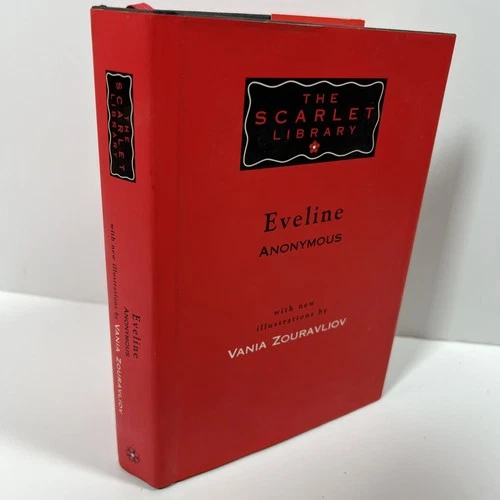 THE
SCARLET
LIBRARY
with new illustrations by VANIA ZOURAVLIOV
Eveline
ANONYMOUS
THE
SCARLET
LIBRARY
Eveline
ANONYMOUS
with new
illustrations by
VANIA ZOURAVLIOV